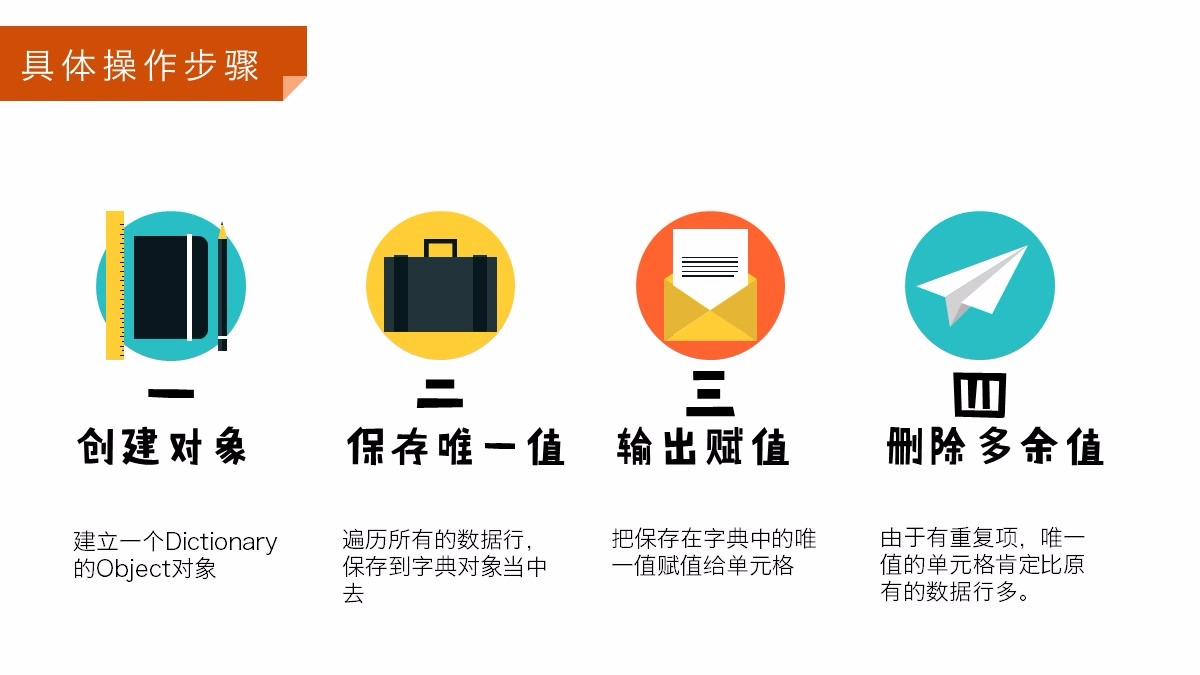 具体操作步骤
一
创建对象
建立一个Dictionary
的Object对象
二
保存唯一值
遍历所有的数据行，
保存到字典对象当中
去
三
输出赋值
把保存在字典中的唯
一值赋值给单元格
四
删除多余值
由于有重复项，唯一
值的单元格肯定比原
有的数据行多。